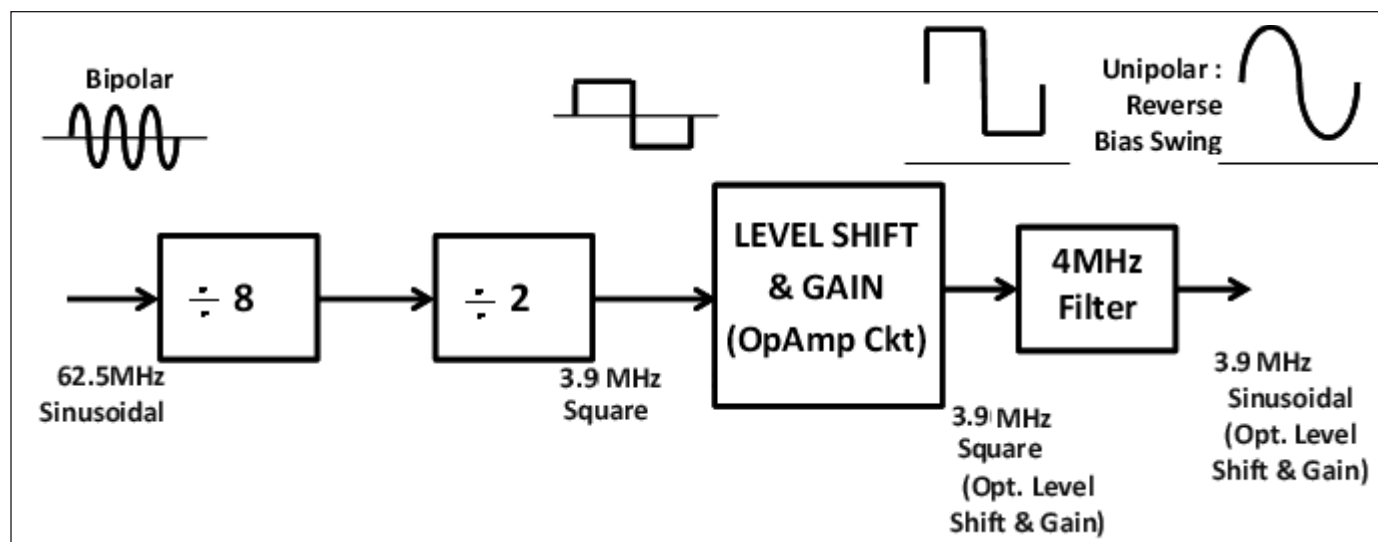 Bipolar
Unipolar :
Reverse
Bias Swing
÷ 8
÷ 2
LEVEL SHIFT
& GAIN
(OpAmp Ckt)
4MHz
Filter
62.5MHz
Sinusoidal
3.9 MHz
Square
3.9 MHz
Square
(Opt. Level
Shift & Gain)
3.9 MHz
Sinusoidal
(Opt. Level
Shift & Gain)